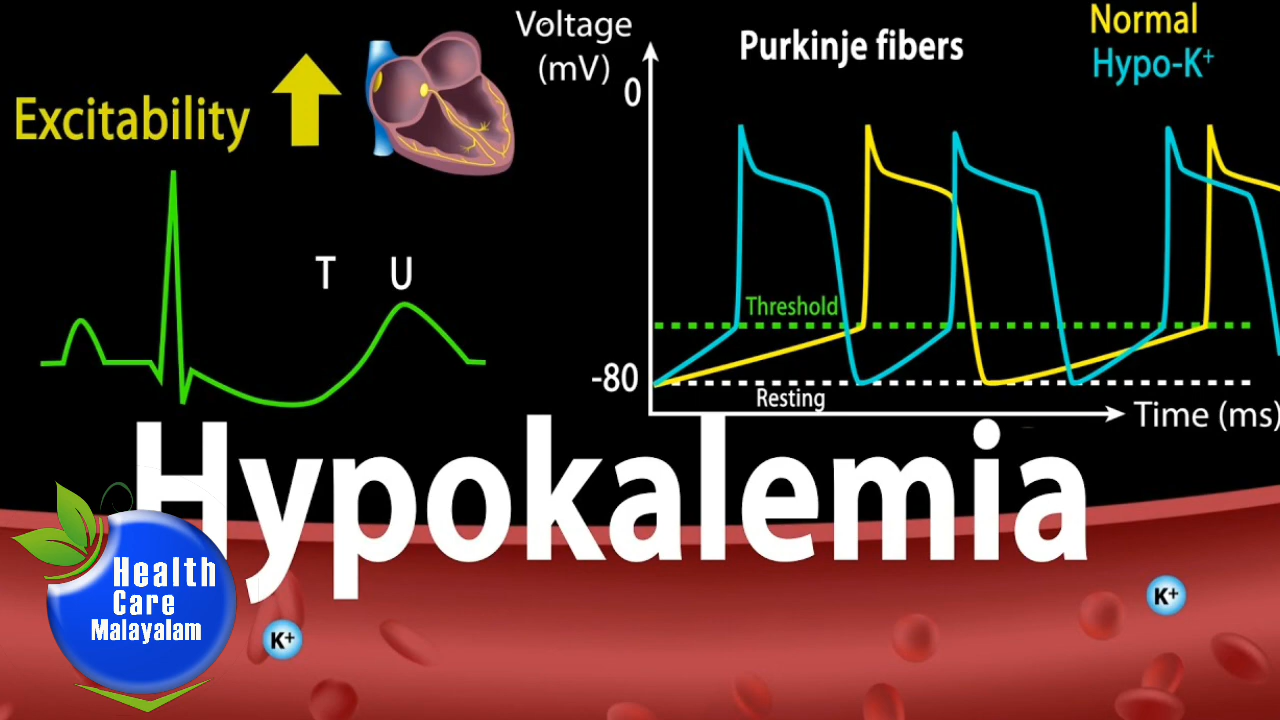 Excitability
T U
Voltage
(mV)
0
-80
Purkinje fibers
Normal
Hypo-K⁺
Threshold
Resting
Time (ms)
Hypokalemia
Health
Care
Malayalam
K⁺
K⁺